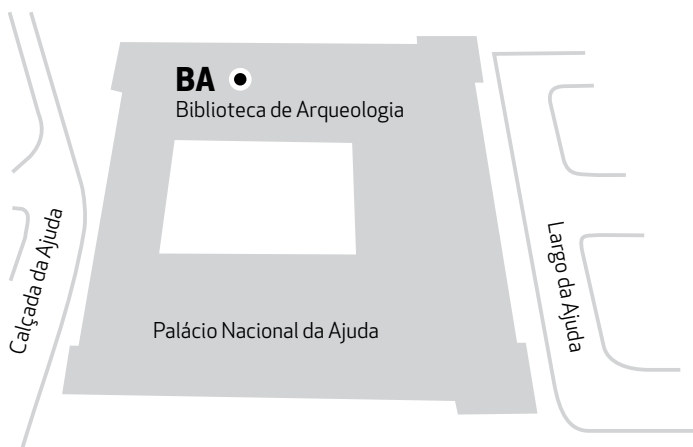 BA
Biblioteca de Arqueologia
Calçada da Ajuda
Largo da Ajuda
Palácio Nacional da Ajuda